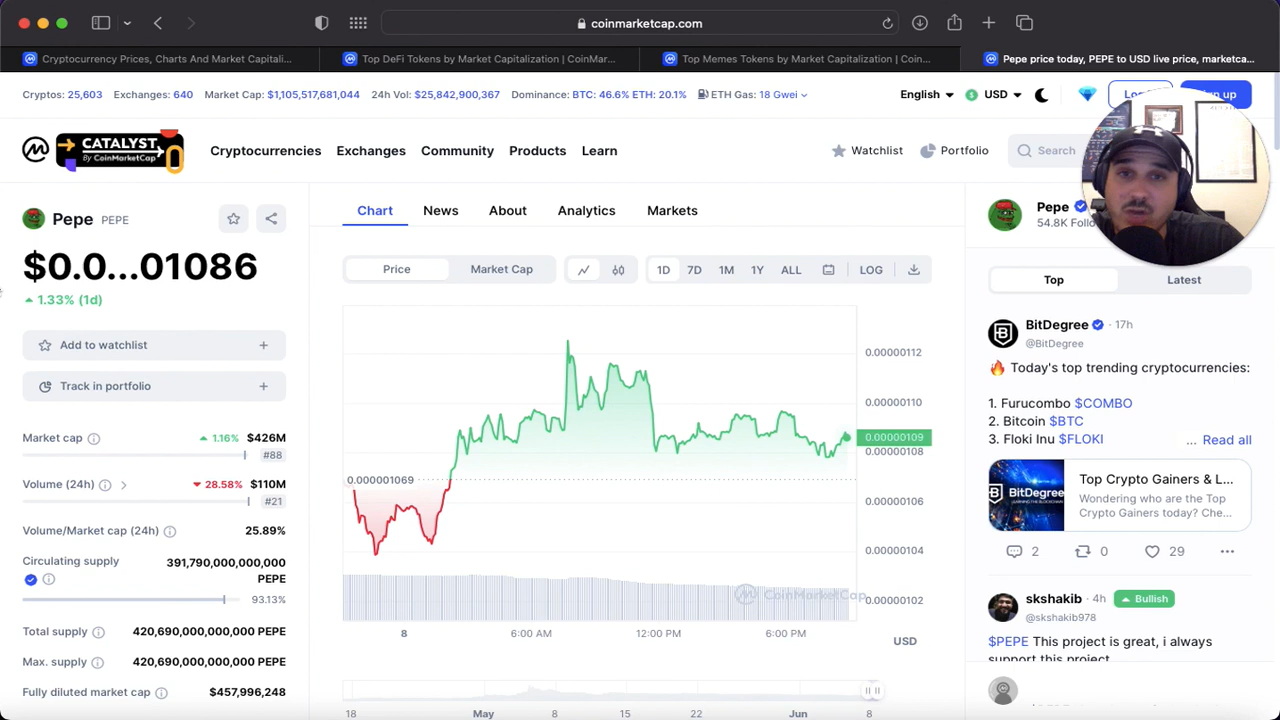 coinmarketcap.com
Cryptocurrency Prices, Charts And Market Capitali...
Top DeFi Tokens by Market Capitalization | CoinMar...
Top Memes Tokens by Market Capitalization | Coin...
Pepe price today, PEPE to USD live price, marketca...
Cryptos: 25,603 Exchanges: 640 Market Cap: $1,105,517,681,044 24h Vol: $25,842,900,367 Dominance: BTC: 46.6% ETH: 20.1% ETH Gas: 18 Gwei
English USD
up
CATALYST
By CoinMarketCap
Cryptocurrencies Exchanges Community Products Learn
Watchlist Portfolio Search
Pepe PEPE
$0.0...01086
1.33% (1d)
Add to watchlist +
Track in portfolio +
Market cap 1.16% $426M
#88
Volume (24h) 28.58% $110M
#21
Volume/Market cap (24h) 25.89%
Circulating supply 391,790,000,000,000
PEPE
93.13%
Total supply 420,690,000,000,000 PEPE
Max. supply 420,690,000,000,000 PEPE
Fully diluted market cap $457,996,248
Chart News About Analytics Markets
Price Market Cap 1D 7D 1M 1Y ALL LOG
0.00000112
0.00000110
0.00000109
0.00000108
0.000001069
0.00000106
0.00000104
CoinMarketCap
0.00000102
8 6:00 AM 12:00 PM 6:00 PM
USD
18 May 8 15 22 Jun 8
Pepe
54.8K
Top Latest
BitDegree · 17h
@BitDegree
🔥 Today's top trending cryptocurrencies:
1. Furucombo $COMBO
2. Bitcoin $BTC
3. Floki Inu $FLOKI ... Read all
BitDegree
Top Crypto Gainers & L...
Wondering who are the Top
Crypto Gainers today? Che...
2 0 29 ...
skshakib · 4h Bullish
@skshakib978
$PEPE This project is great, i always
support this project